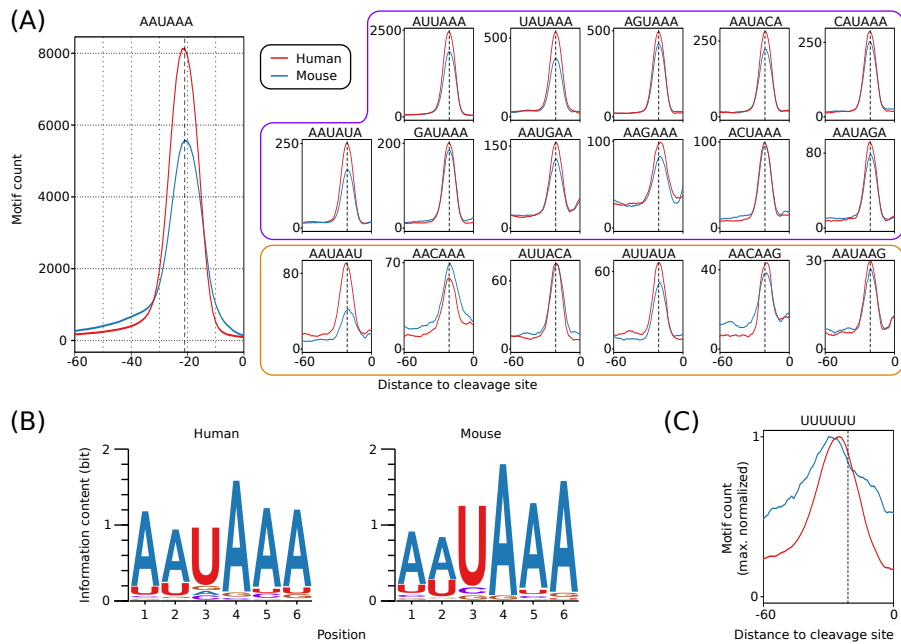 (A)
AAUAAA
Motif count
8000
6000
4000
2000
0
-60
-40
-20
0
Human
Mouse
AUUAAA
2500
0
UAUAAA
500
0
AGUAAA
500
0
AAUACA
250
0
CAUAAA
250
0
AAUAUA
250
0
GAUAAA
200
0
AAUGAA
150
0
AAGAAA
100
0
ACUAAA
100
0
AAUAGA
80
0
AAUAAU
80
0
-60
0
AACAAA
70
0
-60
0
AUUACA
60
0
-60
0
AUUAUA
60
0
-60
0
AACAAG
40
0
-60
0
AAUAAG
30
0
-60
0
Distance to cleavage site
(B)
Human
Information content (bit)
2
1
0
AAUAAA
1 2 3 4 5 6
Mouse
2
1
0
AAUAAA
1 2 3 4 5 6
Position
(C)
UUUUUU
Motif count
(max. normalized)
1
0
-60
0
Distance to cleavage site